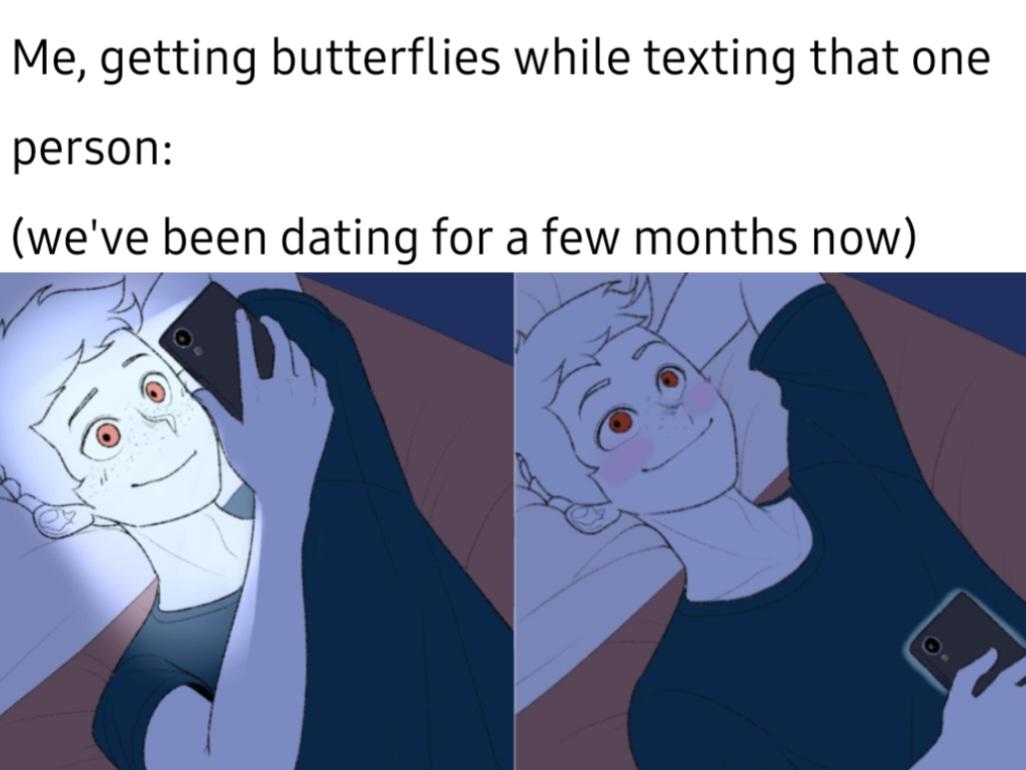 Me, getting butterflies while texting that one
person:
(we've been dating for a few months now)